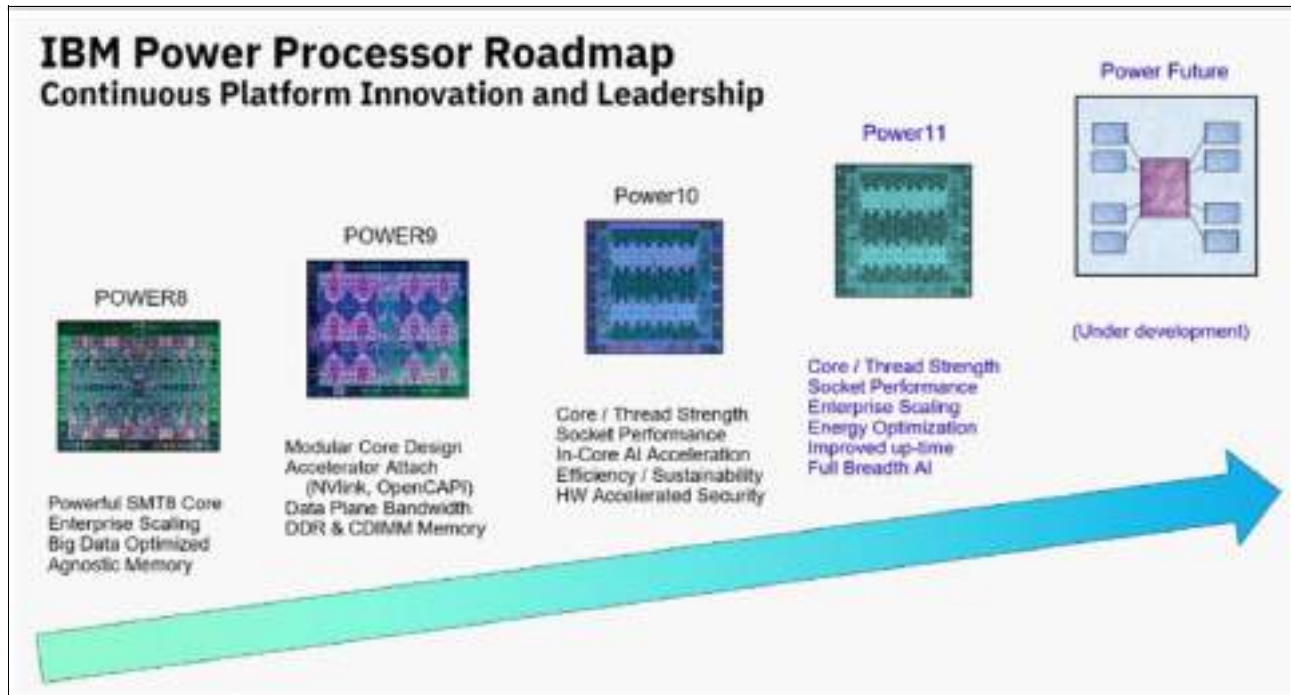 IBM Power Processor Roadmap
Continuous Platform Innovation and Leadership
POWER8
Powerful SMT8 Core
Enterprise Scaling
Big Data Optimized
Agnostic Memory
POWER9
Modular Core Design
Accelerator Attach
(NVlink, OpenCAPI)
Data Plane Bandwidth
DDR & CDIMM Memory
Power10
Core / Thread Strength
Socket Performance
In-Core AI Acceleration
Efficiency / Sustainability
HW Accelerated Security
Power11
Core / Thread Strength
Socket Performance
Enterprise Scaling
Energy Optimization
Improved up-time
Full Breadth AI
Power Future
(Under development)